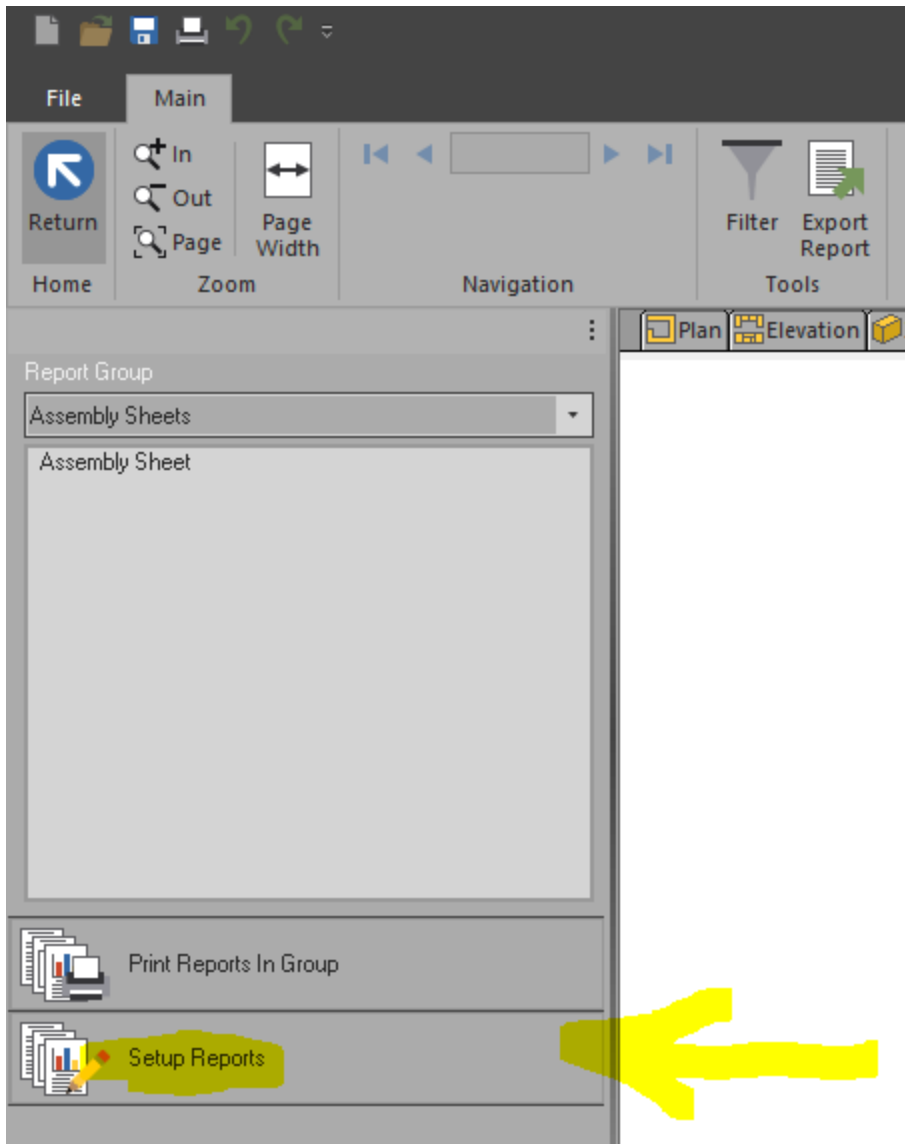 File Main
In
Out
Page
Return
Page
Width
Filter
Export
Report
Home Zoom Navigation Tools
Plan Elevation
Report Group
Assembly Sheets
Assembly Sheet
Print Reports In Group
Setup Reports